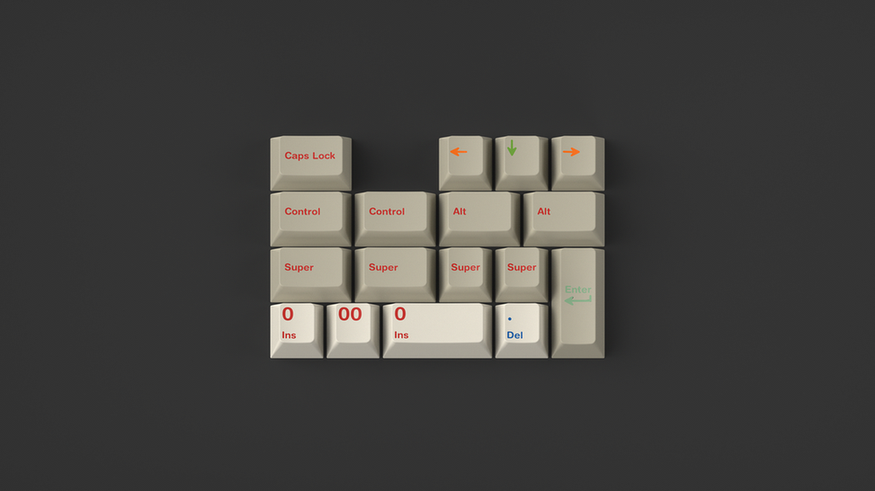 Caps Lock
←
↓
→
Control
Control
Alt
Alt
Super
Super
Super
Super
Enter
←
0
Ins
00
0
Ins
.
Del